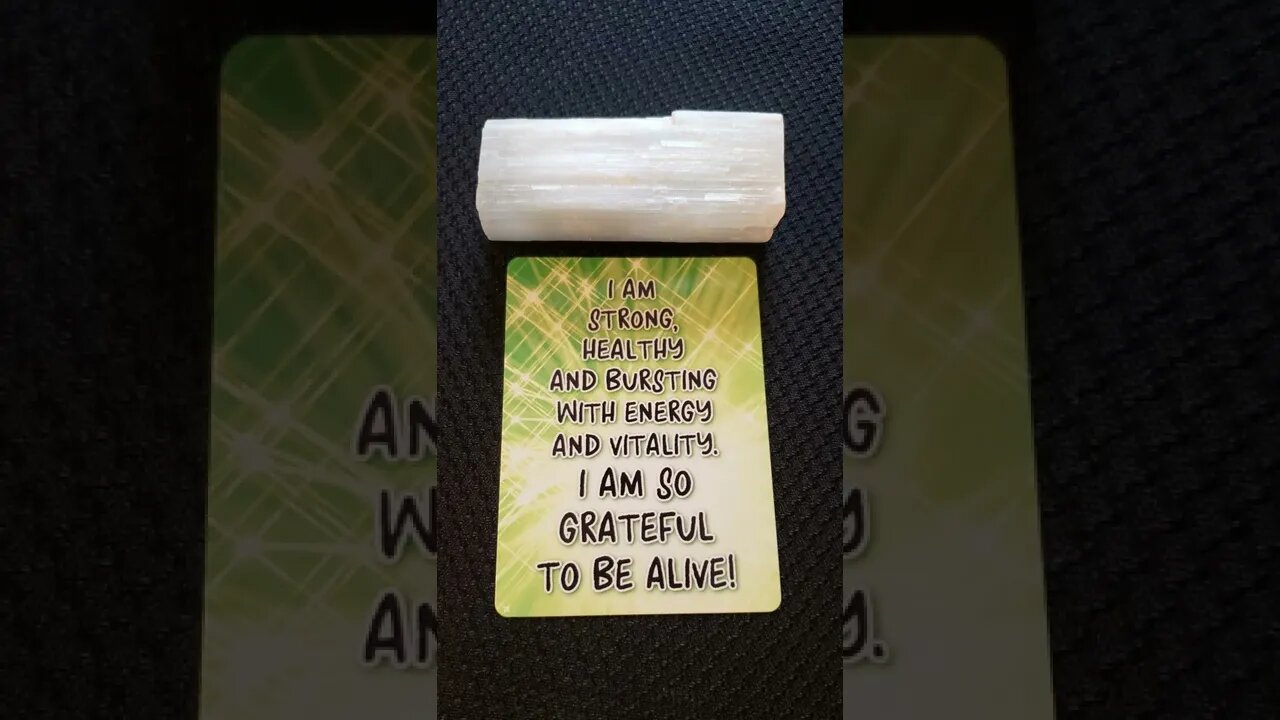 I AM
STRONG,
HEALTHY
AND BURSTING
WITH ENERGY
AND VITALITY.
I AM SO
GRATEFUL
TO BE ALIVE!